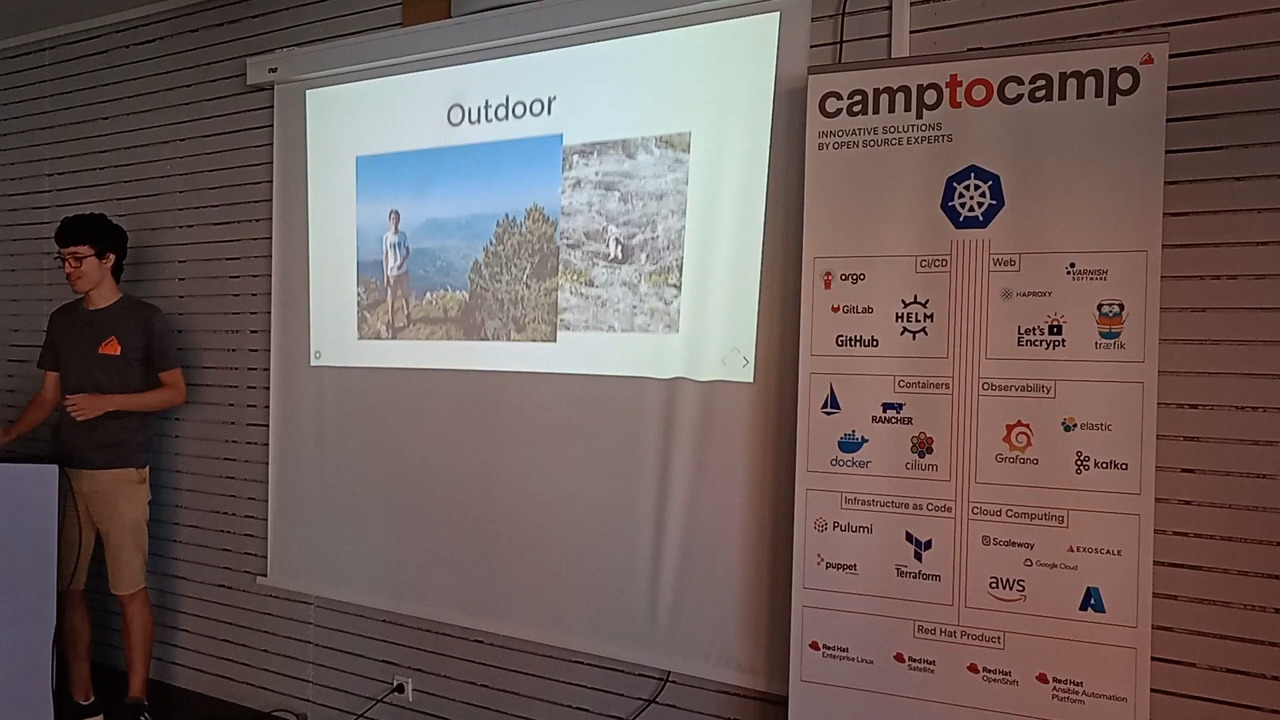 Outdoor
camptocamp
INNOVATIVE SOLUTIONS
BY OPEN SOURCE EXPERTS
CI/CD
argo
GitLab
HELM
GitHub
Web
VARNISH
SOFTWARE
HAPROXY
Let's
Encrypt
træfik
Containers
RANCHER
docker
cilium
Observability
elastic
Grafana
kafka
Infrastructure as Code
Pulumi
puppet
Terraform
Cloud Computing
Scaleway
EXOSCALE
Google Cloud
aws
Red Hat Product
Red Hat
Enterprise Linux
Red Hat
Satellite
Red Hat
OpenShift
Red Hat
Ansible Automation
Platform